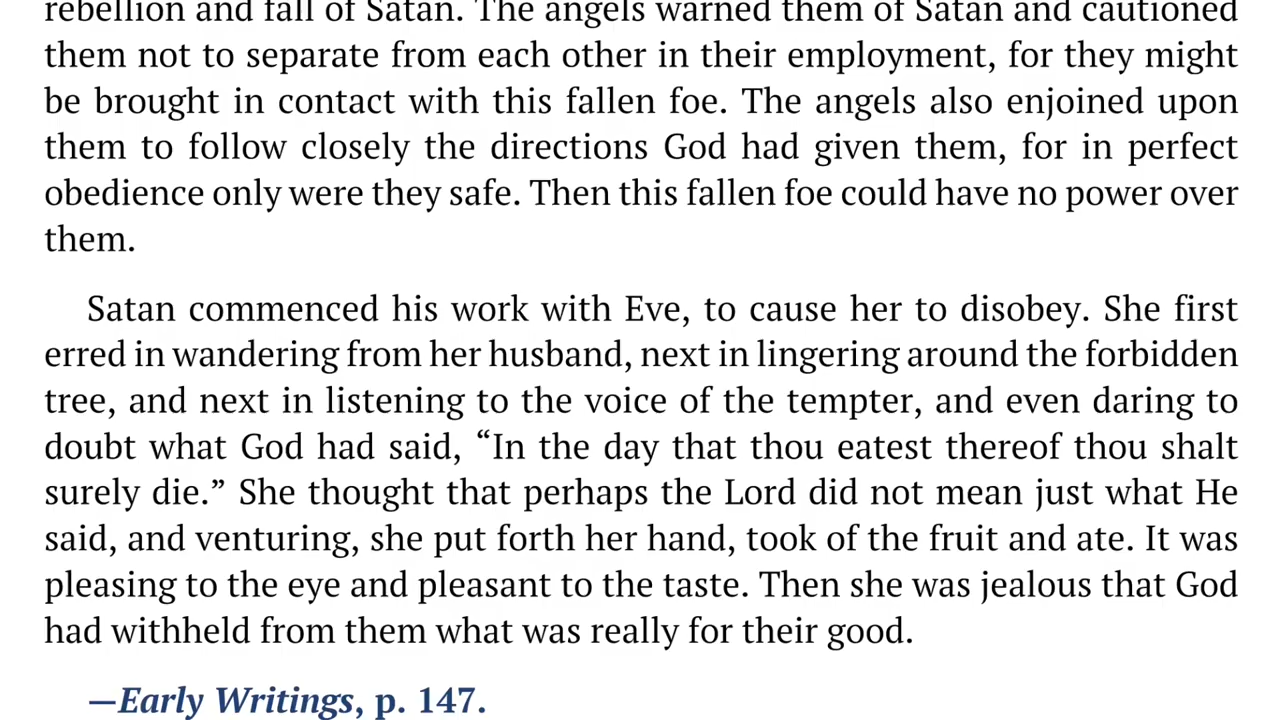 rebellion and fall of Satan. The angels warned them of Satan and cautioned
them not to separate from each other in their employment, for they might
be brought in contact with this fallen foe. The angels also enjoined upon
them to follow closely the directions God had given them, for in perfect
obedience only were they safe. Then this fallen foe could have no power over
them.
Satan commenced his work with Eve, to cause her to disobey. She first
erred in wandering from her husband, next in lingering around the forbidden
tree, and next in listening to the voice of the tempter, and even daring to
doubt what God had said, “In the day that thou eatest thereof thou shalt
surely die.” She thought that perhaps the Lord did not mean just what He
said, and venturing, she put forth her hand, took of the fruit and ate. It was
pleasing to the eye and pleasant to the taste. Then she was jealous that God
had withheld from them what was really for their good.
—Early Writings, p. 147.